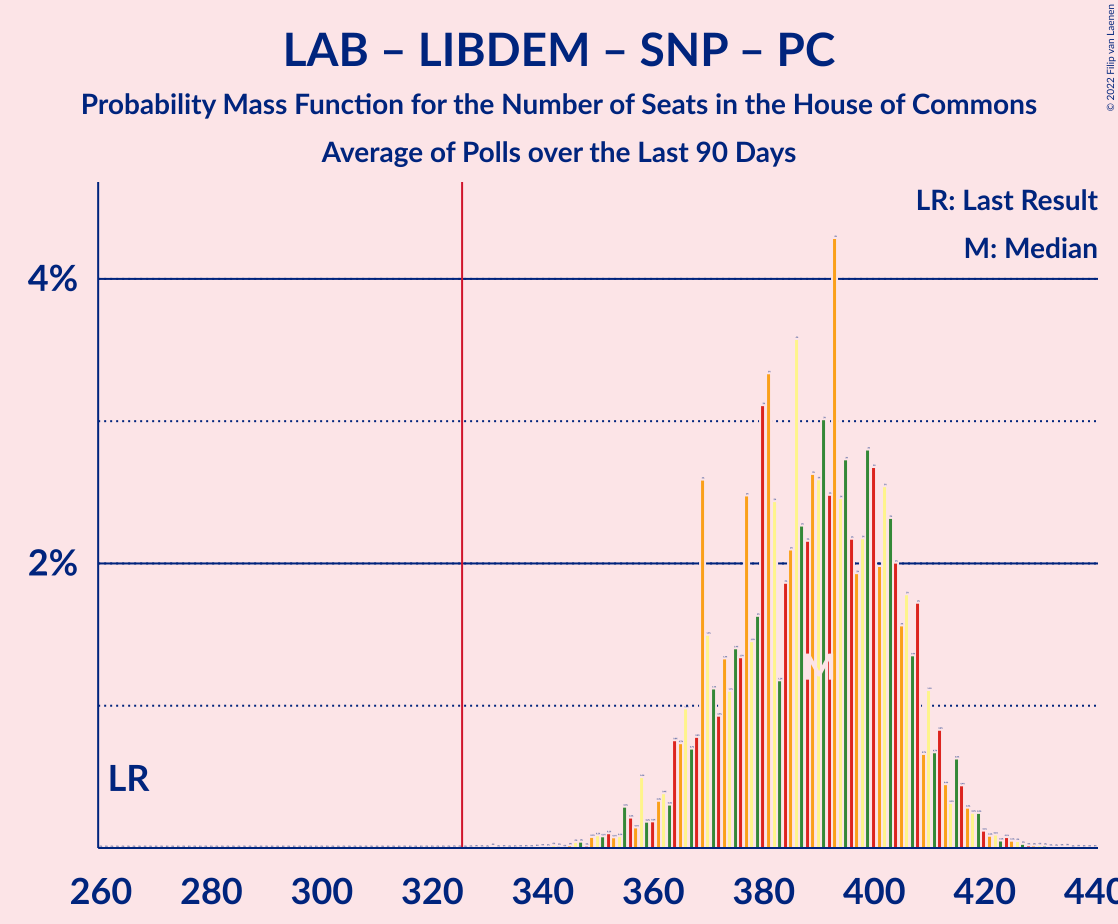 LAB – LIBDEM – SNP – PC
Probability Mass Function for the Number of Seats in the House of Commons
Average of Polls over the Last 90 Days
© 2022 Filip van Laenen
LR: Last Result
M: Median
4%
2%
M
LR
260 280 300 320 340 360 380 400 420 440